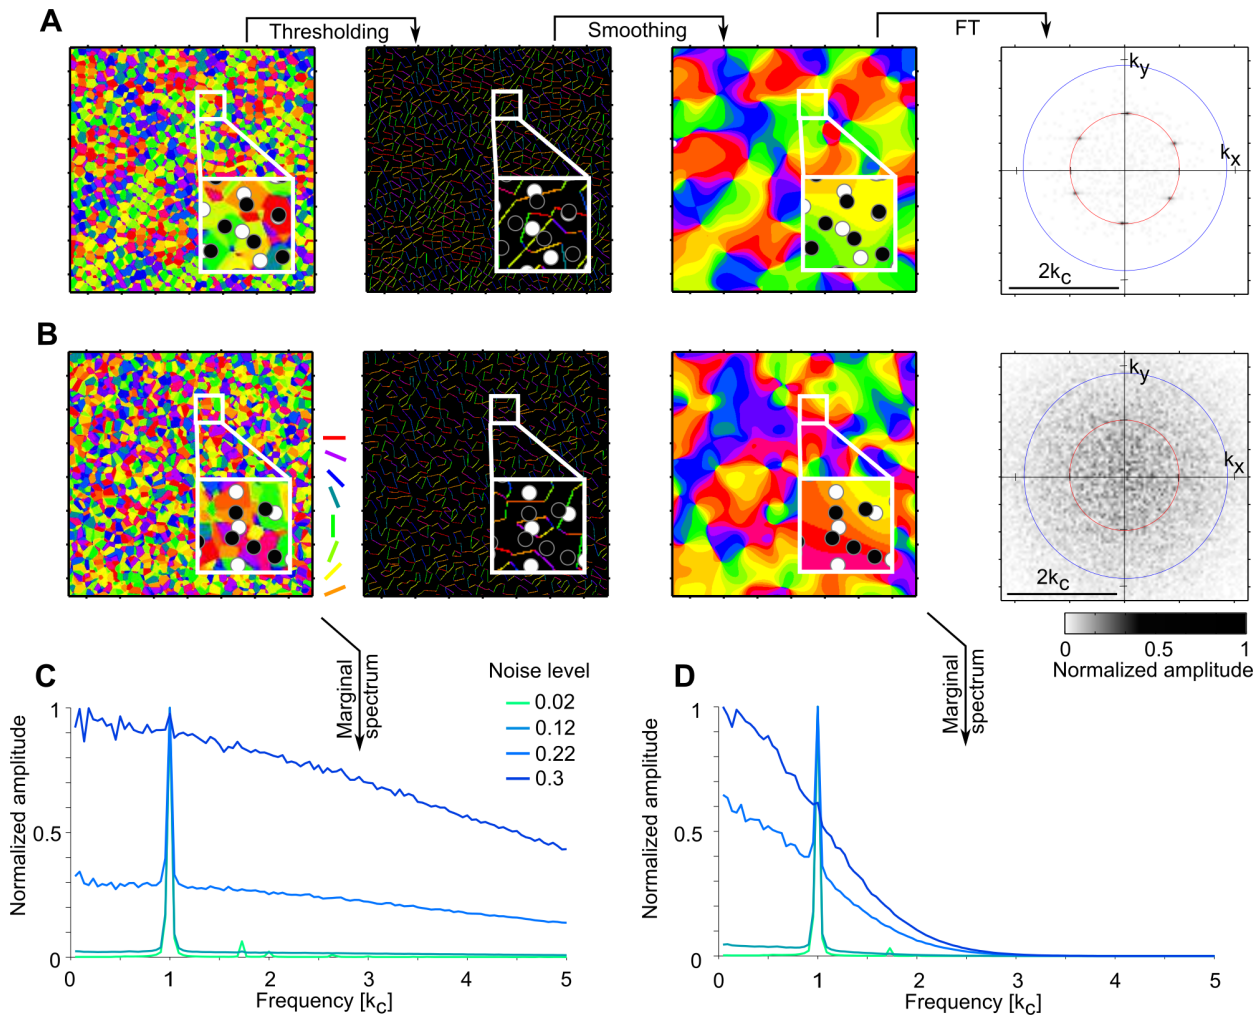 A
Thresholding
Smoothing
FT
ky
kx
2kc
B
ky
kx
2kc
0 0.5 1
Normalized amplitude
Marginal
spectrum
Marginal
spectrum
C
Noise level
0.02
0.12
0.22
0.3
1
0.5
0
Normalized amplitude
0 1 2 3 4 5
Frequency [kc]
D
1
0.5
0
Normalized amplitude
0 1 2 3 4 5
Frequency [kc]